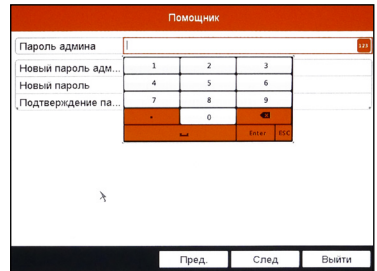 Помощник
Пароль админа
123
Новый пароль адм...
Новый пароль
Подтверждение па...
1 2 3
4 5 6
7 8 9
0
Enter ESC
Пред. След Выйти